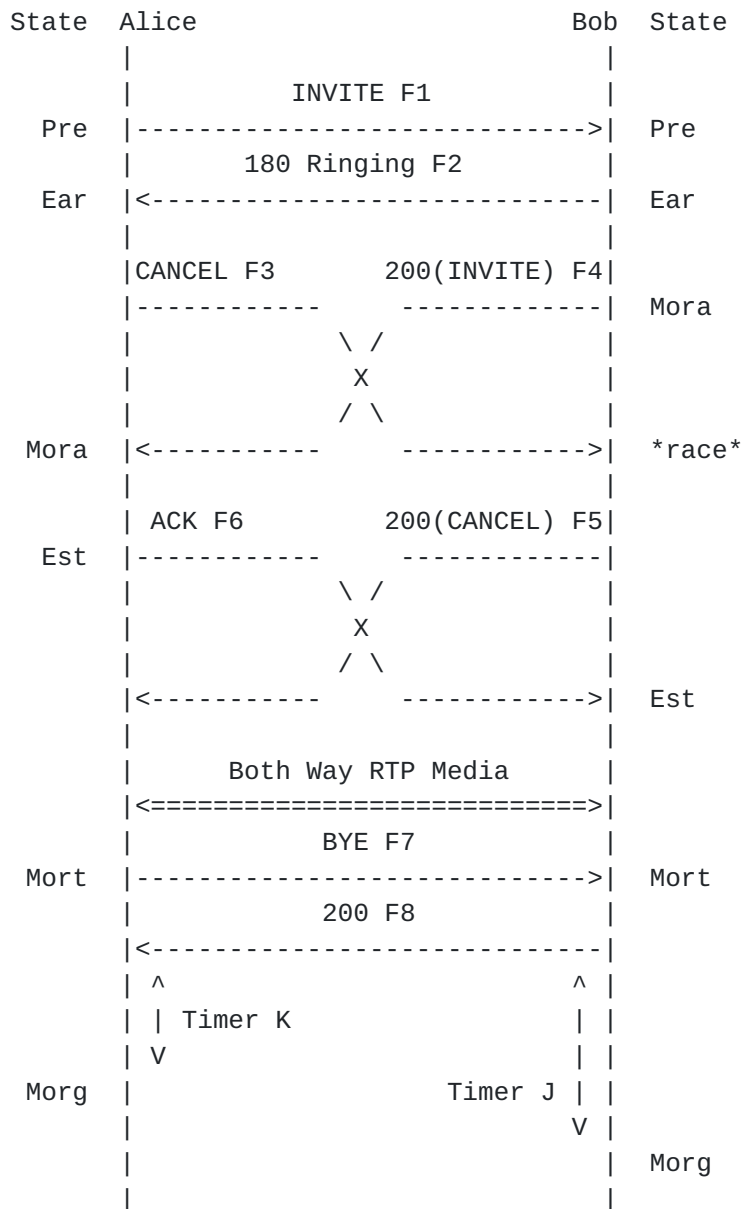 State  Alice                             Bob  State
       |                              |
       |          INVITE F1           |
  Pre  |----------------------------->|  Pre
       |       180 Ringing F2         |
  Ear  |<-----------------------------|  Ear
       |                              |
       |CANCEL F3       200(INVITE) F4|
       |------------     -------------|  Mora
       |             \ /              |
       |              X               |
       |             / \              |
 Mora  |<-----------     ------------>|  *race*
       |                              |
       | ACK F6         200(CANCEL) F5|
  Est  |------------     -------------|
       |             \ /              |
       |              X               |
       |             / \              |
       |<-----------     ------------>|  Est
       |                              |
       |      Both Way RTP Media      |
       |<============================>|
       |            BYE F7            |
 Mort  |----------------------------->|  Mort
       |            200 F8            |
       |<-----------------------------|
       | ^                          ^ |
       | | Timer K                  | |
       | V                          | |
 Morg  |                    Timer J | |
       |                            V |
       |                              |  Morg
       |                              |